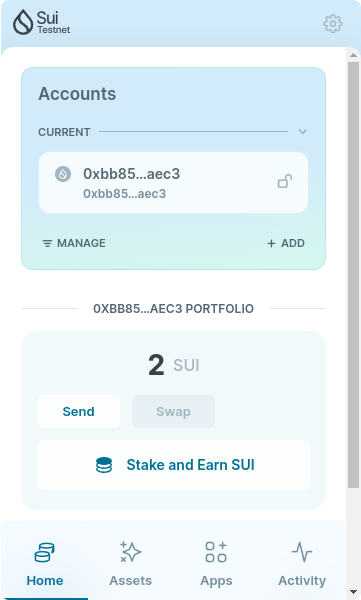 Sui
Testnet
Accounts
CURRENT
0xbb85...aec3
0xbb85...aec3
MANAGE
+ ADD
0XBB85...AEC3 PORTFOLIO
2 SUI
Send
Swap
Stake and Earn SUI
Home
Assets
Apps
Activity